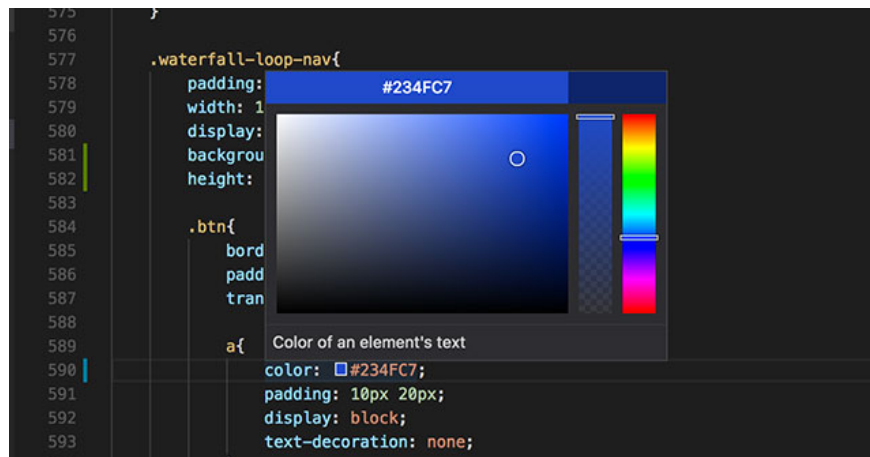 575 }
576
577 .waterfall-loop-nav{
578 padding:
#234FC7
579 width: 1
580 display:
581 backgrou
582 height:
583
584 .btn{
585 bord
586 padd
587 tran
588
589 a{
Color of an element's text
590 color: #234FC7;
591 padding: 10px 20px;
592 display: block;
593 text-decoration: none;